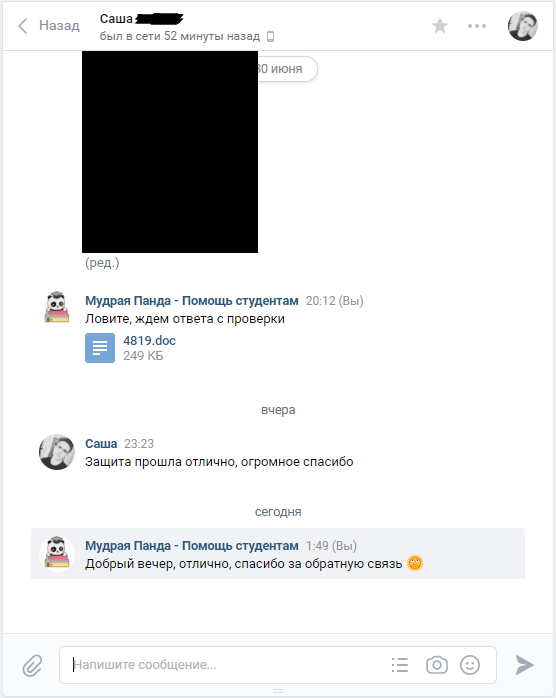 Назад
Саша
был в сети 52 минуты назад
30 июня
(ред.)
Мудрая Панда - Помощь студентам 20:12 (Вы)
Ловите, ждем ответа с проверки
4819.doc
249 КБ
вчера
Саша 23:23
Защита прошла отлично, огромное спасибо
сегодня
Мудрая Панда - Помощь студентам 1:49 (Вы)
Добрый вечер, отлично, спасибо за обратную связь
Напишите сообщение...